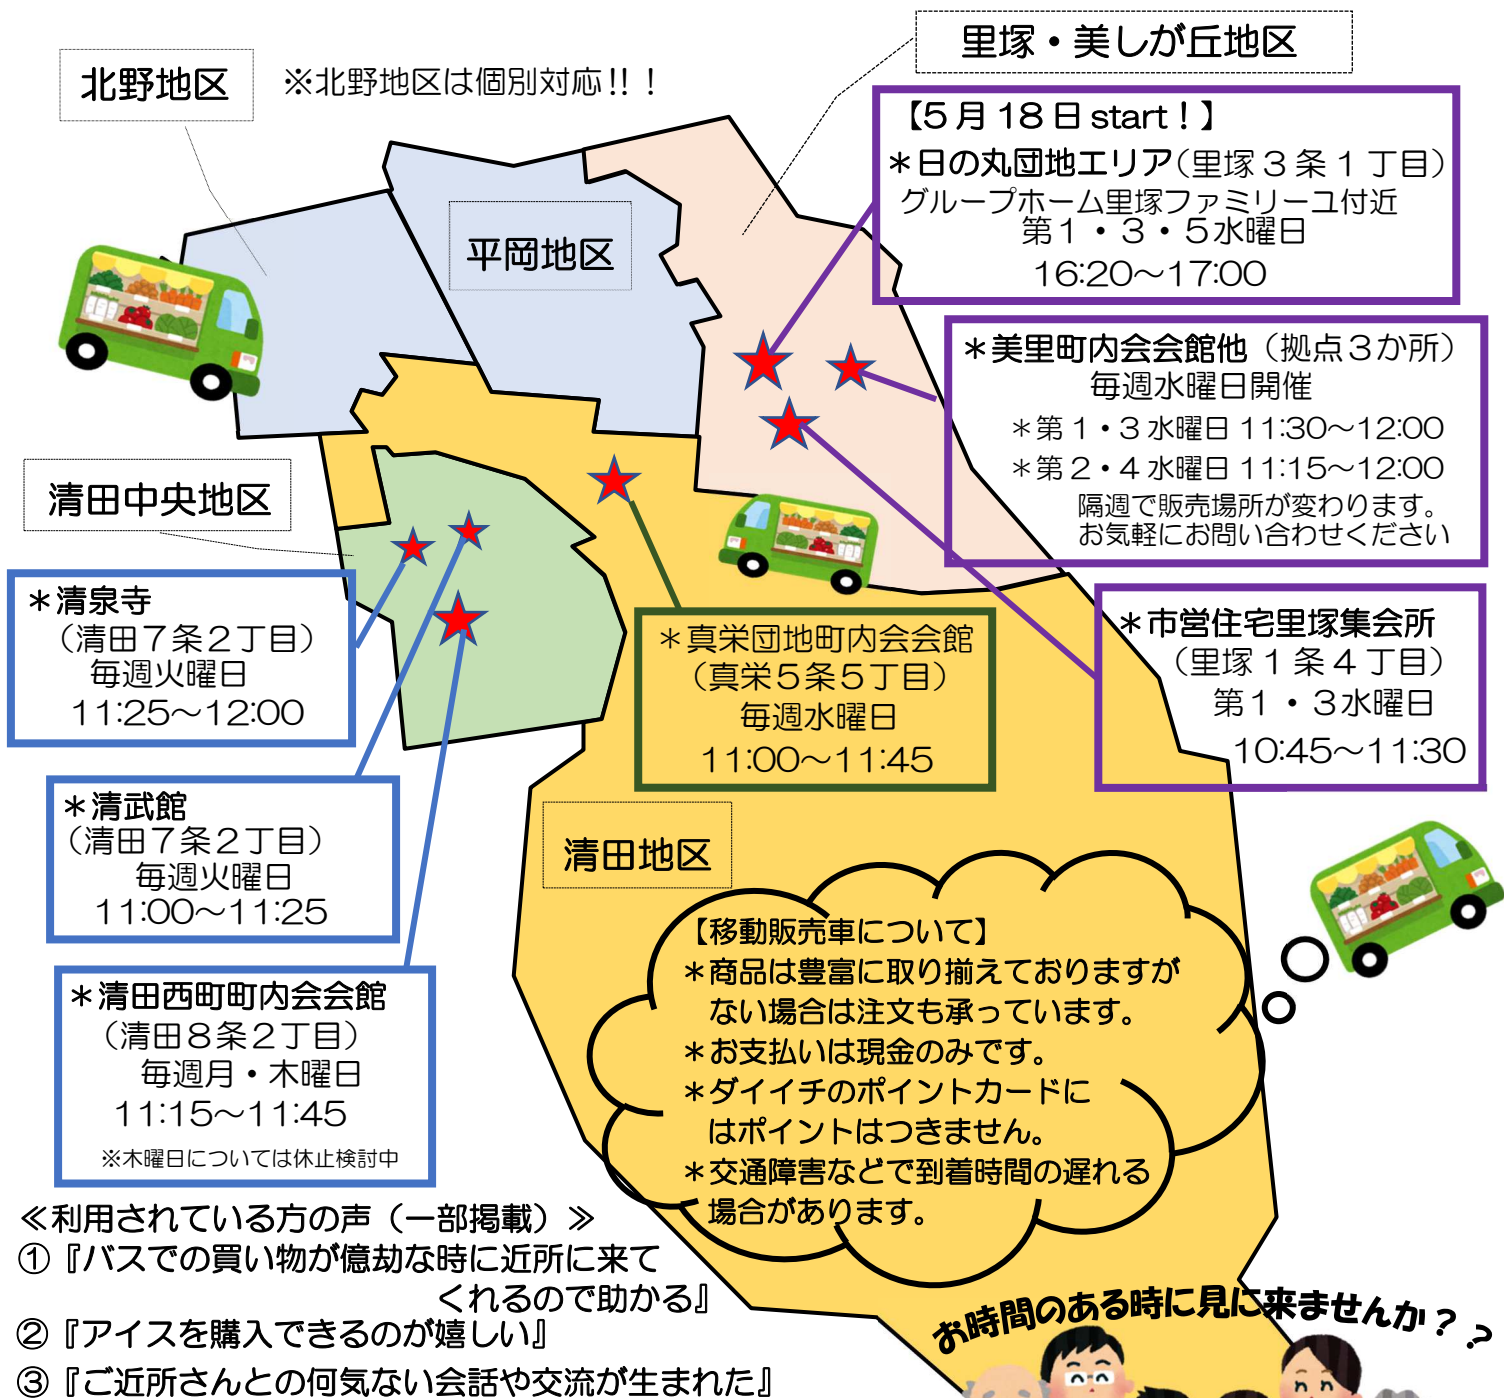 北野地区
※北野地区は個別対応!!！
里塚・美しが丘地区
【5月18日start！】
＊日の丸団地エリア（里塚3条1丁目）
グループホーム里塚ファミリーユ付近
第1・3・5水曜日
16:20～17:00
平岡地区
＊美里町内会会館他（拠点3か所）
毎週水曜日開催
＊第1・3水曜日 11:30～12:00
＊第2・4水曜日 11:15～12:00
隔週で販売場所が変わります。
お気軽にお問い合わせください
清田中央地区
＊清泉寺
（清田7条2丁目）
毎週火曜日
11:25～12:00
＊真栄団地町内会会館
（真栄5条5丁目）
毎週水曜日
11:00～11:45
＊市営住宅里塚集会所
（里塚1条4丁目）
第1・3水曜日
10:45～11:30
＊清武館
（清田7条2丁目）
毎週火曜日
11:00～11:25
清田地区
＊清田西町町内会会館
（清田8条2丁目）
毎週月・木曜日
11:15～11:45
※木曜日については休止検討中
【移動販売車について】
＊商品は豊富に取り揃えておりますが
ない場合は注文も承っています。
＊お支払いは現金のみです。
＊ダイイチのポイントカードに
はポイントはつきません。
＊交通障害などで到着時間の遅れる
場合があります。
≪利用されている方の声（一部掲載）≫
①『バスでの買い物が億劫な時に近所に来て
くれるので助かる』
②『アイスを購入できるのが嬉しい』
③『ご近所さんとの何気ない会話や交流が生まれた』
お時間のある時に見に来ませんか？？